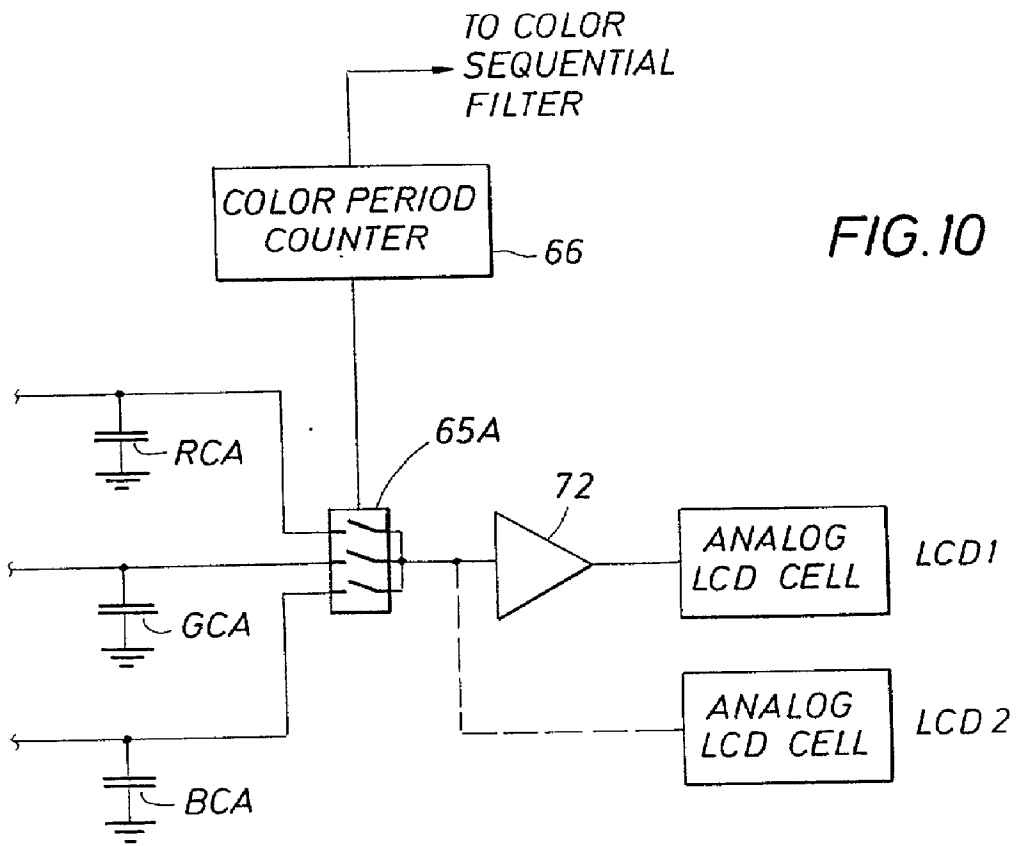 TO COLOR
SEQUENTIAL
FILTER
COLOR PERIOD
COUNTER
66
FIG.10
RCA
65A
72
ANALOG
LCD CELL
LCD1
GCA
ANALOG
LCD CELL
LCD 2
BCA